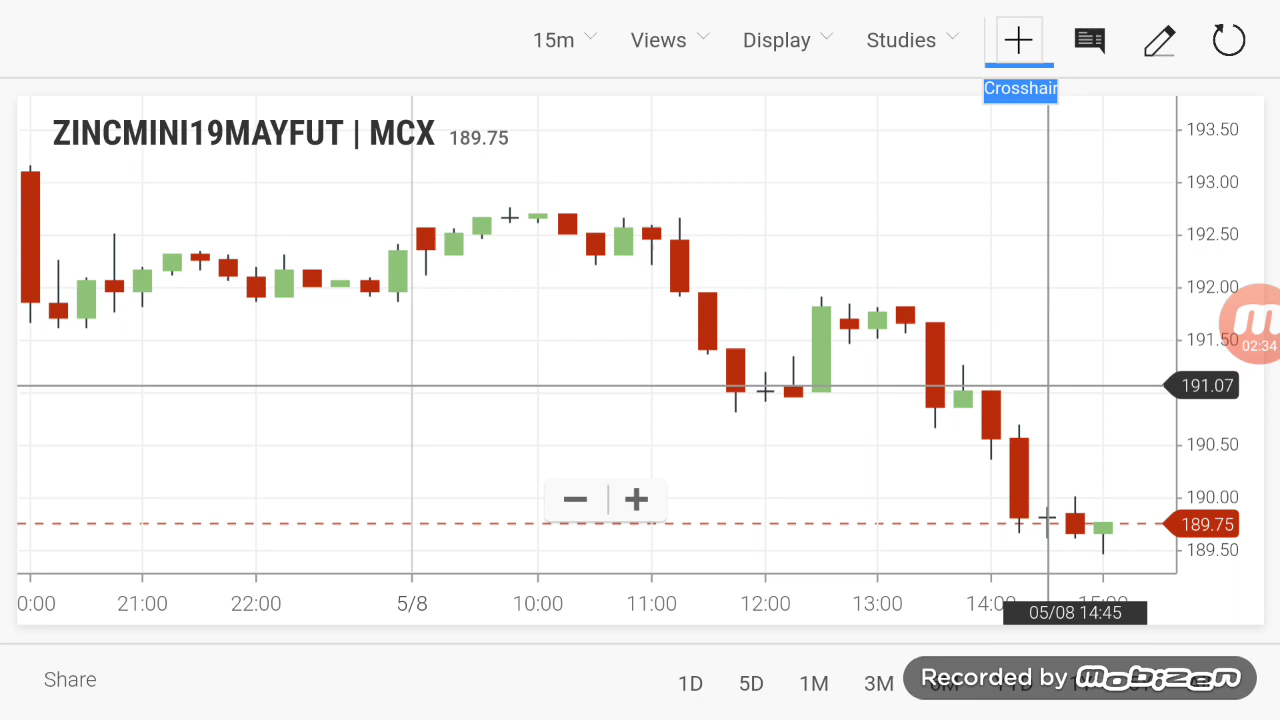 15m Views Display Studies
Crosshair
ZINCMINI19MAYFUT | MCX 189.75
193.50
193.00
192.50
192.00
191.50
02:34
191.07
190.50
190.00
189.75
189.50
0:00 21:00 22:00 5/8 10:00 11:00 12:00 13:00 14:00 15:00
05/08 14:45
Share 1D 5D 1M 3M
Recorded by mobizen